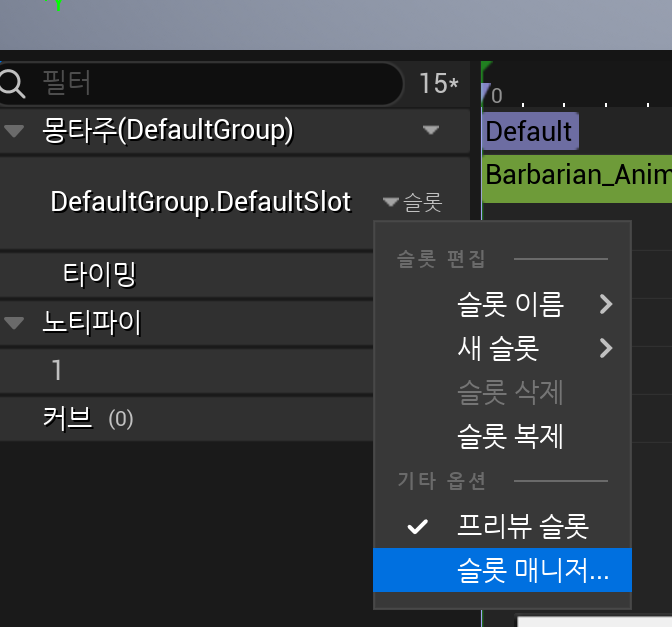 필터
15*
0
몽타주(DefaultGroup)
Default
Barbarian_Anim
DefaultGroup.DefaultSlot
슬롯
타이밍
노티파이
1
커브 (0)
슬롯 편집
슬롯 이름
새 슬롯
슬롯 삭제
슬롯 복제
기타 옵션
프리뷰 슬롯
슬롯 매니저...